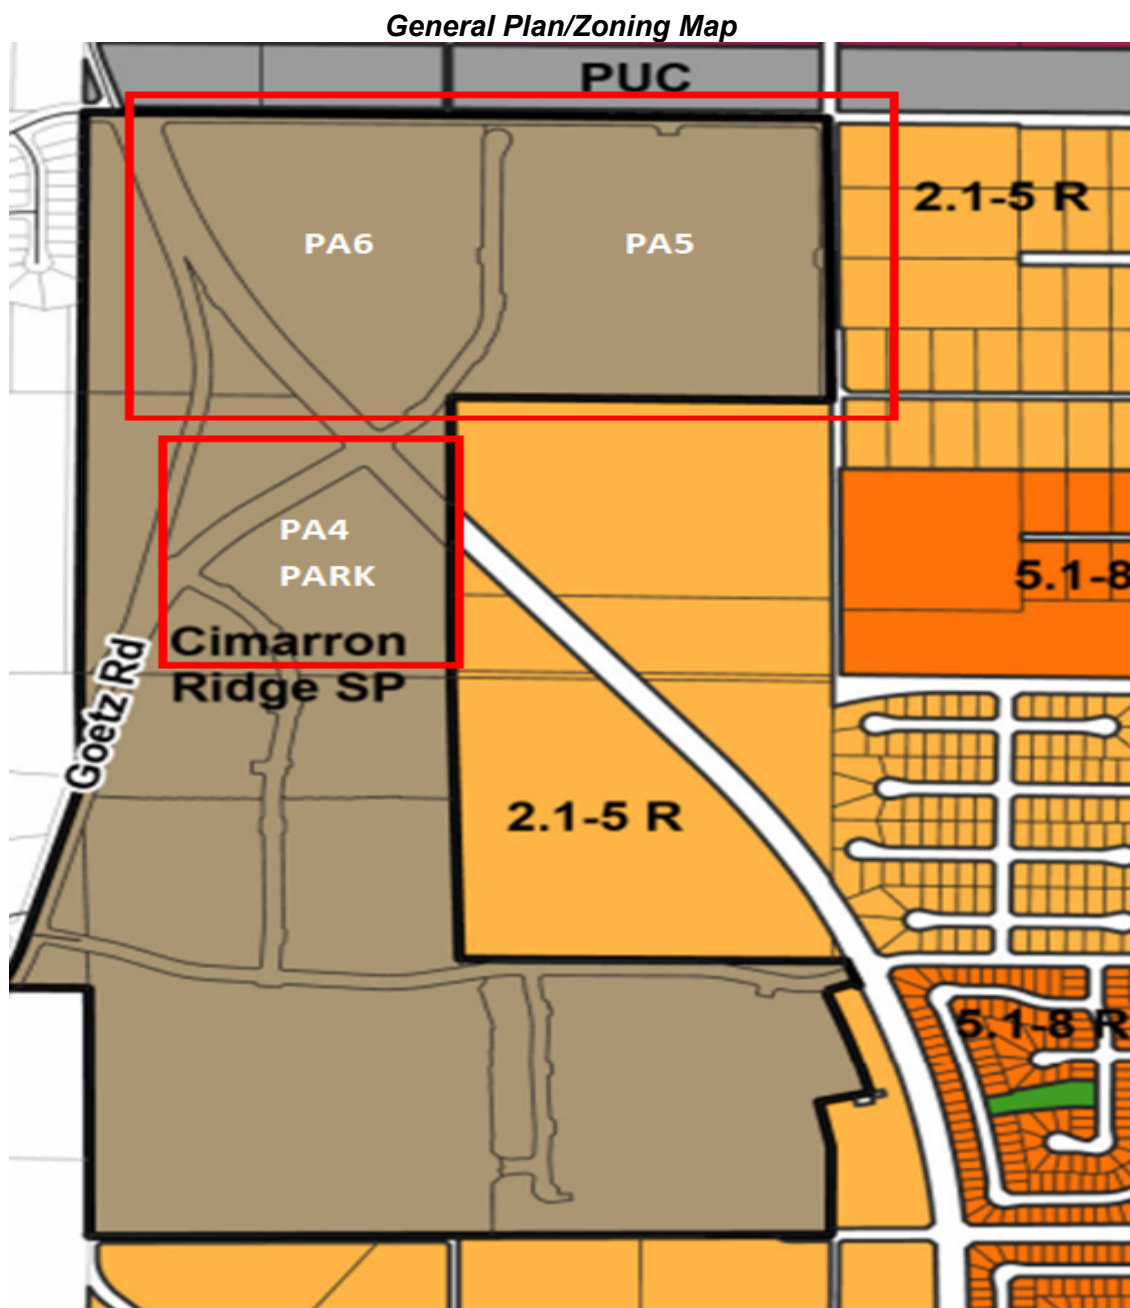 General Plan/Zoning Map
PUC
2.1-5 R
PA6
PA5
PA4
PARK
5.1-8
Cimarron
Ridge SP
Goetz Rd
2.1-5 R
5.1-8 R